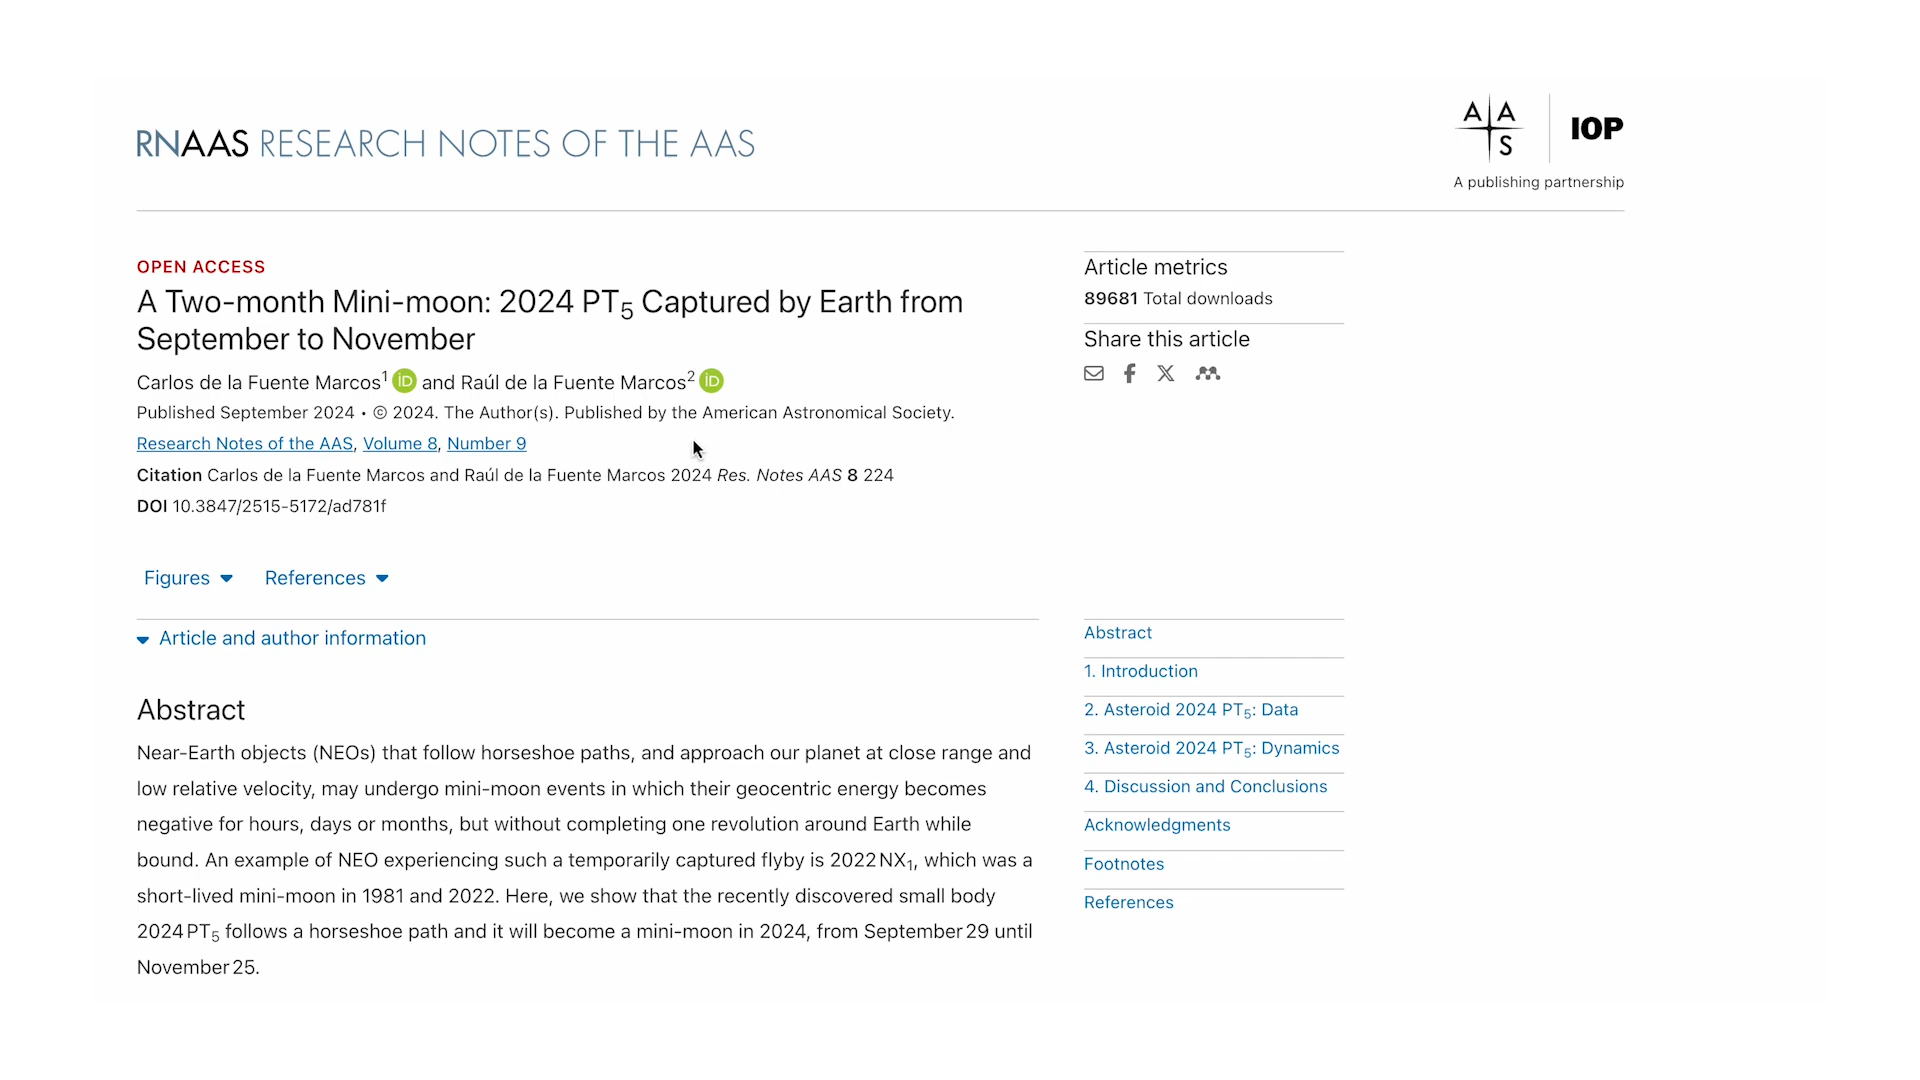 RNAAS RESEARCH NOTES OF THE AAS
A A
S
IOP
A publishing partnership
OPEN ACCESS
A Two-month Mini-moon: 2024 PT5 Captured by Earth from
September to November
Carlos de la Fuente Marcos1 iD and Raúl de la Fuente Marcos2 iD
Published September 2024 • © 2024. The Author(s). Published by the American Astronomical Society.
Research Notes of the AAS, Volume 8, Number 9
Citation Carlos de la Fuente Marcos and Raúl de la Fuente Marcos 2024 Res. Notes AAS 8 224
DOI 10.3847/2515-5172/ad781f
Article metrics
89681 Total downloads
Share this article
Figures References
Article and author information
Abstract
Near-Earth objects (NEOs) that follow horseshoe paths, and approach our planet at close range and
low relative velocity, may undergo mini-moon events in which their geocentric energy becomes
negative for hours, days or months, but without completing one revolution around Earth while
bound. An example of NEO experiencing such a temporarily captured flyby is 2022 NX1, which was a
short-lived mini-moon in 1981 and 2022. Here, we show that the recently discovered small body
2024 PT5 follows a horseshoe path and it will become a mini-moon in 2024, from September 29 until
November 25.
Abstract
1. Introduction
2. Asteroid 2024 PT5: Data
3. Asteroid 2024 PT5: Dynamics
4. Discussion and Conclusions
Acknowledgments
Footnotes
References